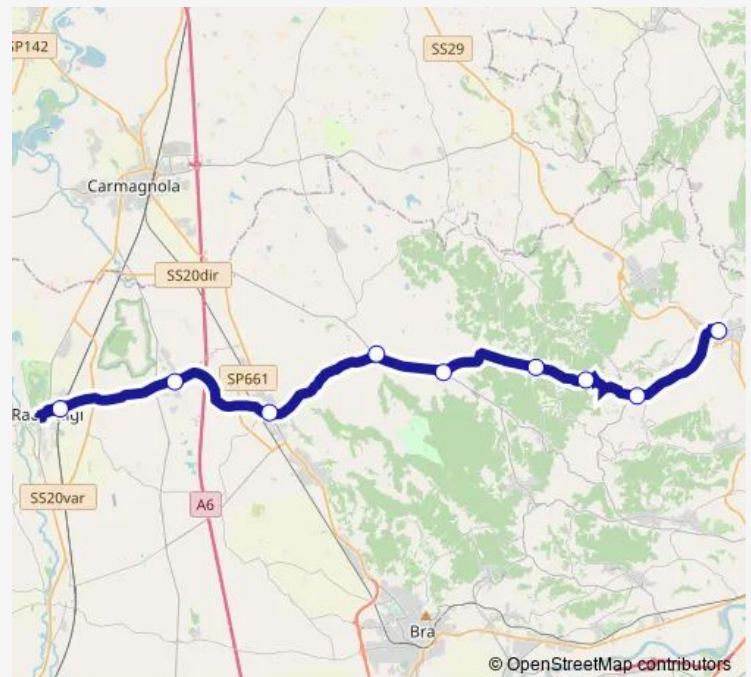 SP142
SS29
Carmagnola
SS20dir
SP661
SS20var
A6
Bra
© OpenStreetMap contributors